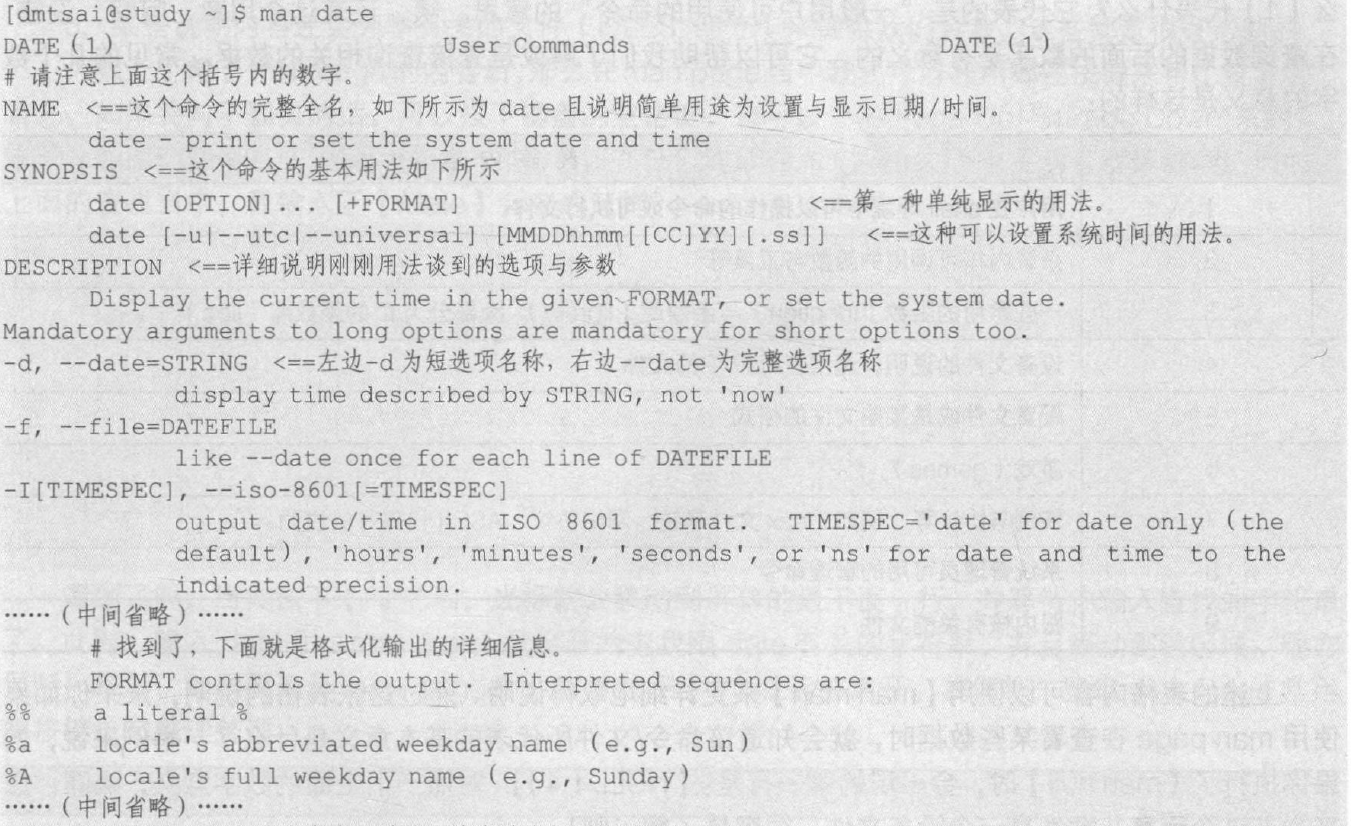 [dmtsai@study ~]$ man date
DATE(1) User Commands DATE(1)
# 请注意上面这个括号内的数字。
NAME <==这个命令的完整全名，如下所示为 date 且说明简单用途为设置与显示日期/时间。
date - print or set the system date and time
SYNOPSIS <==这个命令的基本用法如下所示
date [OPTION]... [+FORMAT] <==第一种单纯显示的用法。
date [-u|--utc|--universal] [MMDDhhmm[[CC]YY][.ss]] <==这种可以设置系统时间的用法。
DESCRIPTION <==详细说明刚刚用法谈到的选项与参数
Display the current time in the given FORMAT, or set the system date.
Mandatory arguments to long options are mandatory for short options too.
-d, --date=STRING <==左边-d 为短选项名称，右边--date 为完整选项名称
display time described by STRING, not 'now'
-f, --file=DATEFILE
like --date once for each line of DATEFILE
-I[TIMESPEC], --iso-8601[=TIMESPEC]
output date/time in ISO 8601 format. TIMESPEC='date' for date only (the
default), 'hours', 'minutes', 'seconds', or 'ns' for date and time to the
indicated precision.
……(中间省略)……
# 找到了，下面就是格式化输出的详细信息。
FORMAT controls the output. Interpreted sequences are:
%% a literal %
%a locale's abbreviated weekday name (e.g., Sun)
%A locale's full weekday name (e.g., Sunday)
……(中间省略)……